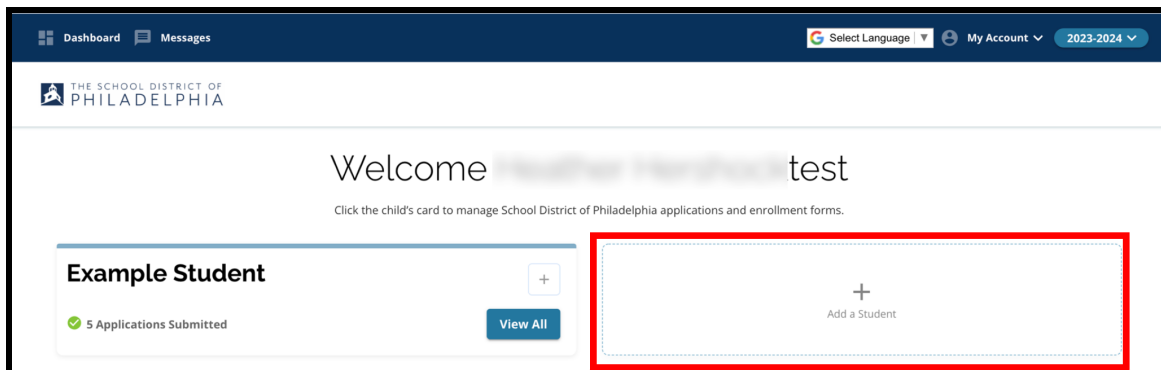 Dashboard Messages Select Language ▼ My Account 2023-2024
THE SCHOOL DISTRICT OF
PHILADELPHIA
Welcome test
Click the child's card to manage School District of Philadelphia applications and enrollment forms.
Example Student
+
5 Applications Submitted
View All
+
Add a Student